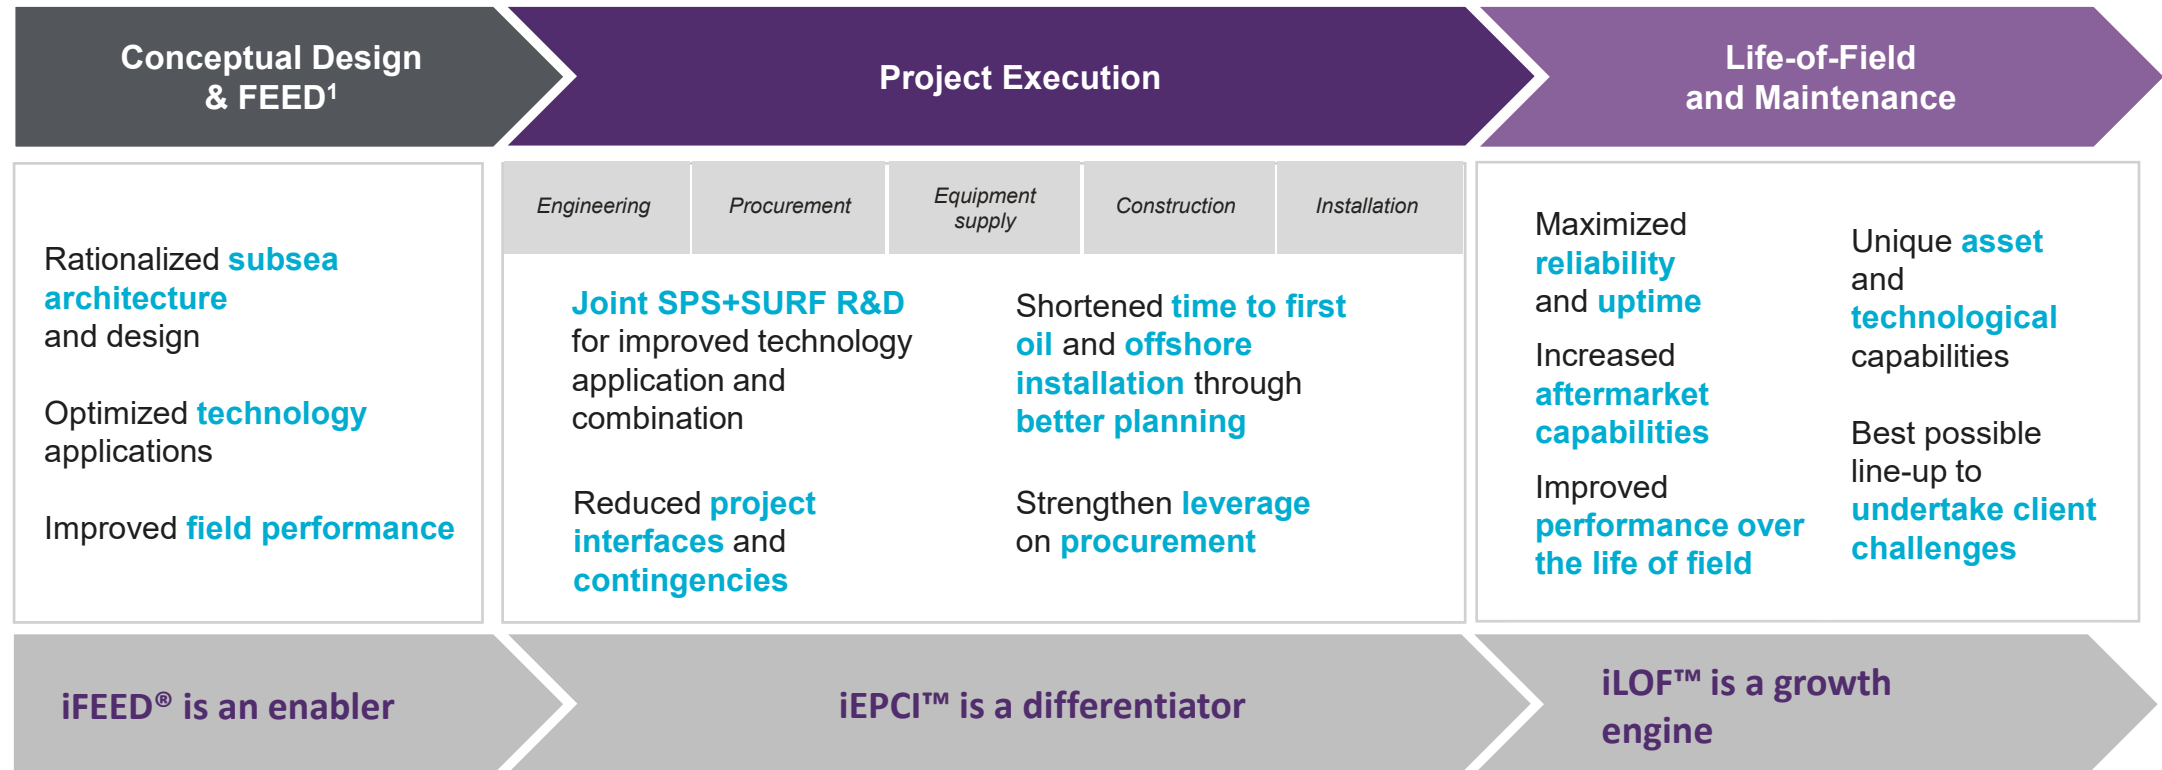 Conceptual Design
& FEED¹
Project Execution
Life-of-Field
and Maintenance
Rationalized subsea
architecture
and design
Optimized technology
applications
Improved field performance
Engineering
Procurement
Equipment
supply
Construction
Installation
Joint SPS+SURF R&D
for improved technology
application and
combination
Reduced project
interfaces and
contingencies
Shortened time to first
oil and offshore
installation through
better planning
Strengthen leverage
on procurement
Maximized
reliability
and uptime
Increased
aftermarket
capabilities
Improved
performance over
the life of field
Unique asset
and
technological
capabilities
Best possible
line-up to
undertake client
challenges
iFEED® is an enabler
iEPCI™ is a differentiator
iLOF™ is a growth
engine